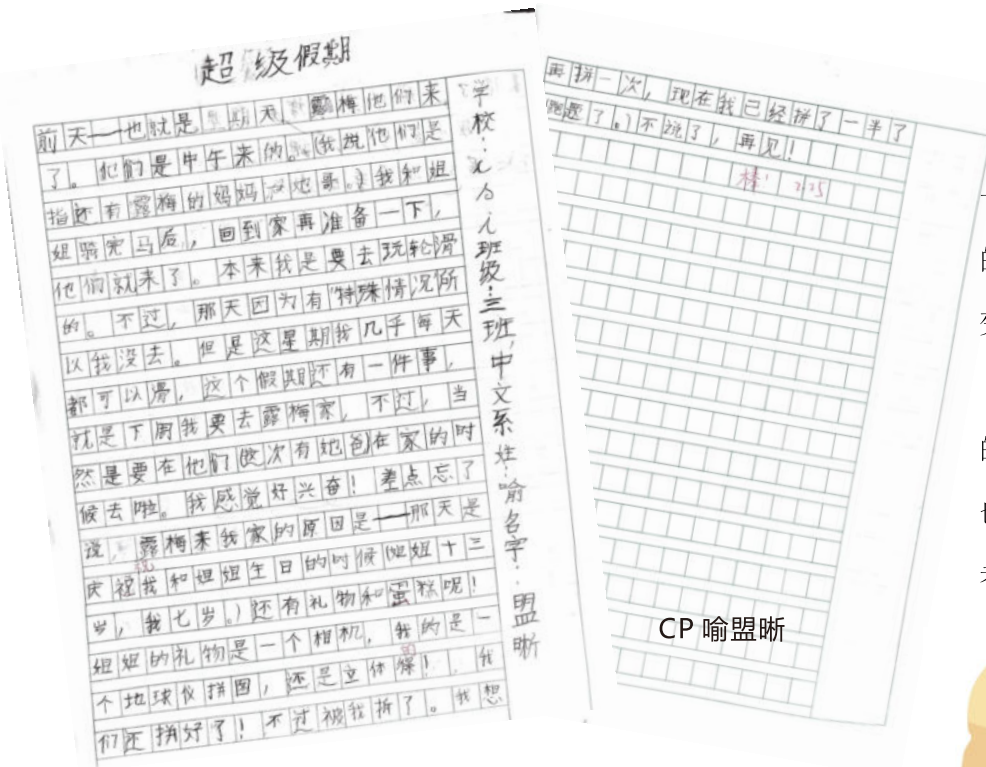 超级假期
前天——也就是星期天，露梅他们来
了。他们是中午来的。(我说他们是
指还有露梅的妈妈和她哥。)我和姐
姐骑完马后，回到家再准备一下，
他们就来了。本来我是要去玩轮滑
的。不过，那天因为有特殊情况所
以我没去。但是这星期我几乎每天
都可以滑，这个假期还有一件事，
就是下周我要去露梅家，不过，当
然是要在他们(这次有她爸)在家的时
候去啦。我感觉好兴奋！差点忘了
说，露梅来我家的原因是——那天是
庆祝我和姐姐生日的时候(姐姐十三
岁，我七岁。)还有礼物和蛋糕呢！
姐姐的礼物是一个相机，我的是一
个地球仪拼图，还是立体的！我
们还拼好了！不过被我拆了。我想
学校：
班级：三班，中文系
姓：喻 名字：盟晰
再拼一次，现在我已经拼了一半了
(跑题了。)不说了，再见！
棒！
CP 喻盟晰